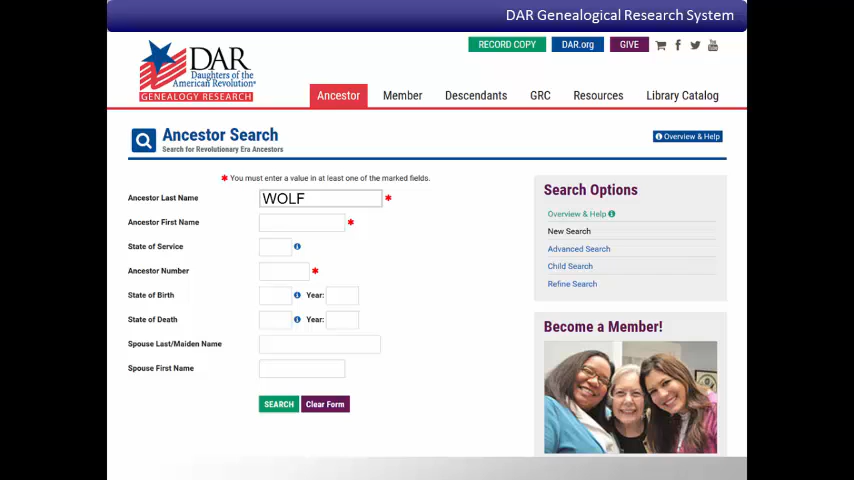 DAR Genealogical Research System
RECORD COPY DAR.org GIVE
DAR
Daughters of the
American Revolution
GENEALOGY RESEARCH
Ancestor Member Descendants GRC Resources Library Catalog
Ancestor Search
Search for Revolutionary Era Ancestors
Overview & Help
* You must enter a value in at least one of the marked fields.
Ancestor Last Name WOLF *
Ancestor First Name *
State of Service
Ancestor Number *
State of Birth Year:
State of Death Year:
Spouse Last/Maiden Name
Spouse First Name
SEARCH Clear Form
Search Options
Overview & Help
New Search
Advanced Search
Child Search
Refine Search
Become a Member!